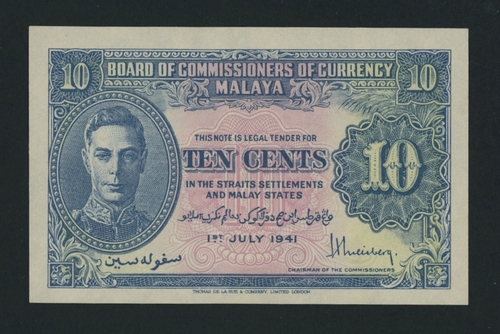 10 10
BOARD OF COMMISSIONERS OF CURRENCY
MALAYA
THIS NOTE IS LEGAL TENDER FOR
TEN CENTS
10
IN THE STRAITS SETTLEMENTS
AND MALAY STATES
1ST JULY 1941
سڤوله سين
CHAIRMAN OF THE COMMISSIONERS
THOMAS DE LA RUE & COMPANY, LIMITED, LONDON